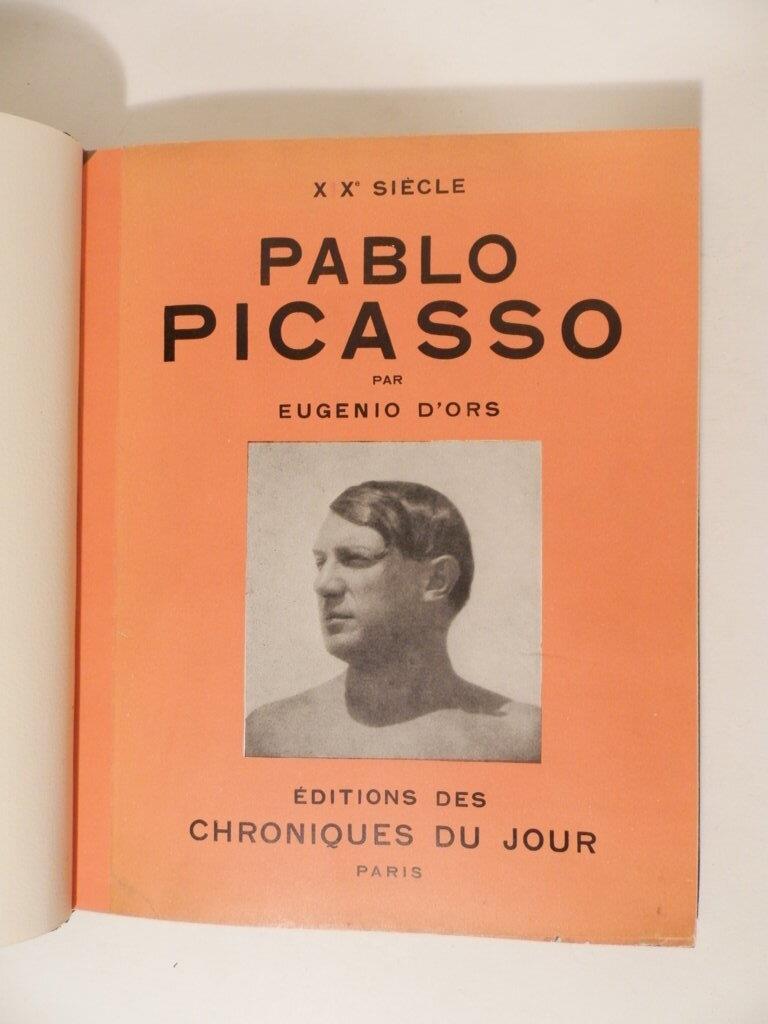 XXᵉ SIÈCLE
PABLO
PICASSO
PAR
EUGENIO D'ORS
ÉDITIONS DES
CHRONIQUES DU JOUR
PARIS